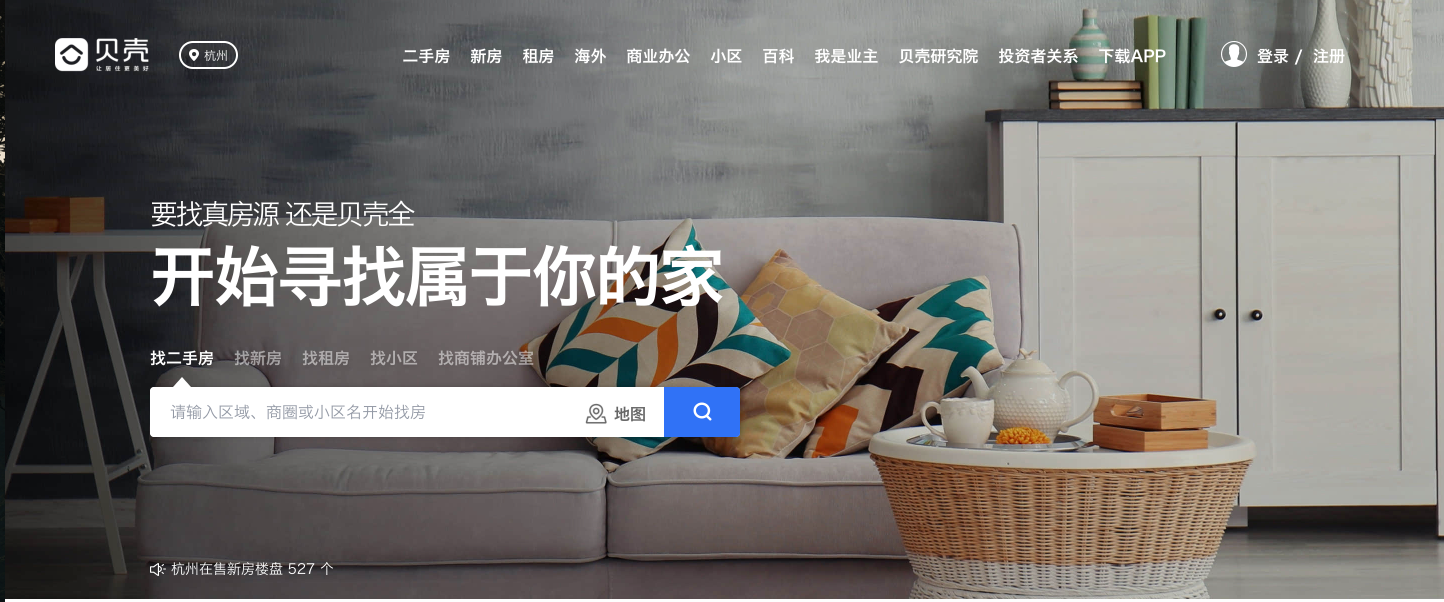 贝壳
让居住更美好
杭州
二手房 新房 租房 海外 商业办公 小区 百科 我是业主 贝壳研究院 投资者关系 下载APP
登录 / 注册
要找真房源 还是贝壳全
开始寻找属于你的家
找二手房 找新房 找租房 找小区 找商铺办公室
请输入区域、商圈或小区名开始找房
地图
杭州在售新房楼盘 527 个